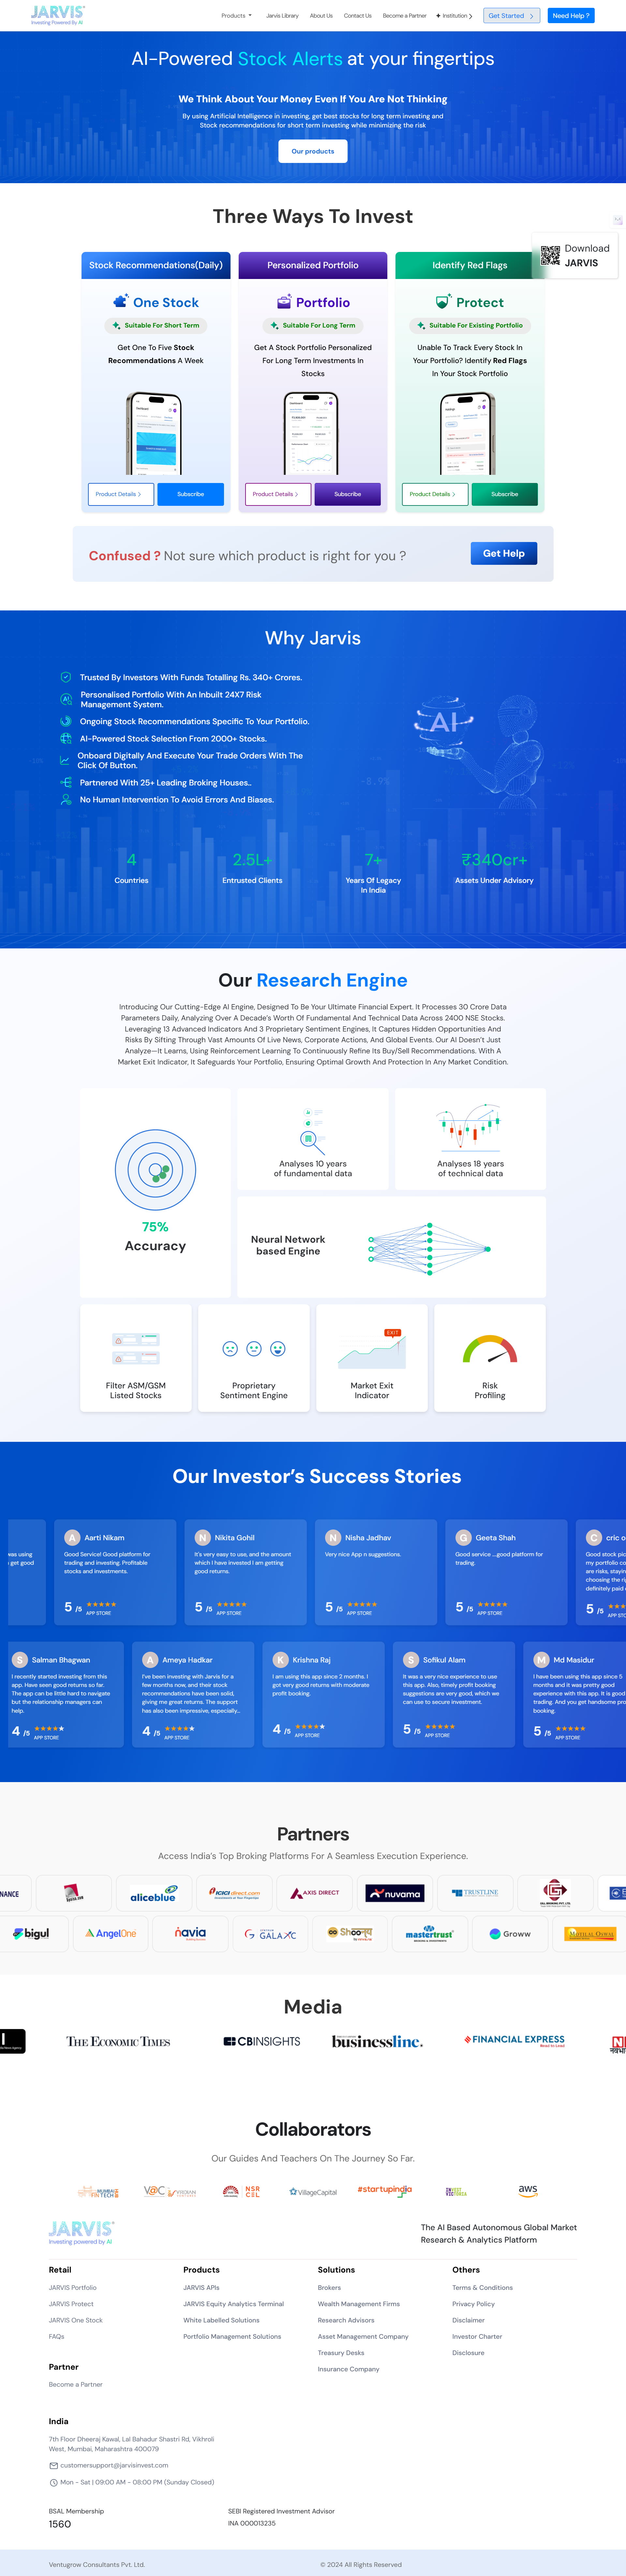 JARVIS
Investing Powered By AI
Products
Jarvis Library
About Us
Contact Us
Become a Partner
Institution
Get Started
Need Help ?
AI-Powered Stock Alerts at your fingertips
We Think About Your Money Even If You Are Not Thinking
By using Artificial Intelligence in investing, get best stocks for long term investing and
Stock recommendations for short term investing while minimizing the risk
Our products
Three Ways To Invest
Download
JARVIS
Stock Recommendations(Daily)
One Stock
Suitable For Short Term
Get One To Five Stock
Recommendations A Week
Product Details
Subscribe
Personalized Portfolio
Portfolio
Suitable For Long Term
Get A Stock Portfolio Personalized
For Long Term Investments In
Stocks
Product Details
Subscribe
Identify Red Flags
Protect
Suitable For Existing Portfolio
Unable To Track Every Stock In
Your Portfolio? Identify Red Flags
In Your Stock Portfolio
Product Details
Subscribe
Confused ? Not sure which product is right for you ?
Get Help
Why Jarvis
Trusted By Investors With Funds Totalling Rs. 340+ Crores.
Personalised Portfolio With An Inbuilt 24X7 Risk
Management System.
Ongoing Stock Recommendations Specific To Your Portfolio.
AI-Powered Stock Selection From 2000+ Stocks.
Onboard Digitally And Execute Your Trade Orders With The
Click Of Button.
Partnered With 25+ Leading Broking Houses..
No Human Intervention To Avoid Errors And Biases.
AI
4
Countries
2.5L+
Entrusted Clients
7+
Years Of Legacy
In India
₹340cr+
Assets Under Advisory
Our Research Engine
Introducing Our Cutting-Edge AI Engine, Designed To Be Your Ultimate Financial Expert. It Processes 30 Crore Data
Parameters Daily, Analyzing Over A Decade's Worth Of Fundamental And Technical Data Across 2400 NSE Stocks.
Leveraging 13 Advanced Indicators And 3 Proprietary Sentiment Engines, It Captures Hidden Opportunities And
Risks By Sifting Through Vast Amounts Of Live News, Corporate Actions, And Global Events. Our AI Doesn't Just
Analyze—It Learns, Using Reinforcement Learning To Continuously Refine Its Buy/Sell Recommendations. With A
Market Exit Indicator, It Safeguards Your Portfolio, Ensuring Optimal Growth And Protection In Any Market Condition.
75%
Accuracy
Analyses 10 years
of fundamental data
Analyses 18 years
of technical data
Neural Network
based Engine
Filter ASM/GSM
Listed Stocks
Proprietary
Sentiment Engine
EXIT
Market Exit
Indicator
Risk
Profiling
Our Investor's Success Stories
was using
get good
A Aarti Nikam
Good Service! Good platform for
trading and investing. Profitable
stocks and investments.
5 /5
APP STORE
N Nikita Gohil
It's very easy to use, and the amount
which I have invested I am getting
good returns.
5 /5
APP STORE
N Nisha Jadhav
Very nice App n suggestions.
5 /5
APP STORE
G Geeta Shah
Good service ....good platform for
trading.
5 /5
APP STORE
C cric o
Good stock pic
my portfolio co
are risks, stayin
choosing the ri
definitely paid
5 /5
APP STO
S Salman Bhagwan
I recently started investing from this
app. Have seen good returns so far.
The app can be little hard to navigate
but the relationship managers can
help.
4 /5
APP STORE
A Ameya Hadkar
I've been investing with Jarvis for a
few months now, and their stock
recommendations have been solid,
giving me great returns. The support
has also been impressive, especially..
4 /5
APP STORE
K Krishna Raj
I am using this app since 2 months. I
got very good returns with moderate
profit booking.
4 /5
APP STORE
S Sofikul Alam
It was a very nice experience to use
this app. Also, timely profit booking
suggestions are very good, which we
can use to secure investment.
5 /5
APP STORE
M Md Masidur
I have been using this app since 5
months and it was pretty good
experience with this app. It is good
trading. And you get handsome pro
booking.
5 /5
APP STORE
Partners
Access India's Top Broking Platforms For A Seamless Execution Experience.
NANCE
aliceblue
ICICI direct.com
AXIS DIRECT
nuvama
TRUSTLINE
bigul
AngelOne
navia
GALAXC
mastertrust
Groww
MOTILAL OSWAL
Media
THE ECONOMIC TIMES
CBINSIGHTS
businessline.
FINANCIAL EXPRESS
Read to Lead
Collaborators
Our Guides And Teachers On The Journey So Far.
MUMBAI
FINTECH
NSR
CEL
VillageCapital
#startupindia
aws
JARVIS
Investing powered by AI
The AI Based Autonomous Global Market
Research & Analytics Platform
Retail
JARVIS Portfolio
JARVIS Protect
JARVIS One Stock
FAQs
Products
JARVIS APIs
JARVIS Equity Analytics Terminal
White Labelled Solutions
Portfolio Management Solutions
Solutions
Brokers
Wealth Management Firms
Research Advisors
Asset Management Company
Treasury Desks
Insurance Company
Others
Terms & Conditions
Privacy Policy
Disclaimer
Investor Charter
Disclosure
Partner
Become a Partner
India
7th Floor Dheeraj Kawal, Lal Bahadur Shastri Rd, Vikhroli
West, Mumbai, Maharashtra 400079
customersupport@jarvisinvest.com
Mon - Sat | 09:00 AM - 08:00 PM (Sunday Closed)
BSAL Membership
1560
SEBI Registered Investment Advisor
INA 000013235
Ventugrow Consultants Pvt. Ltd.
© 2024 All Rights Reserved